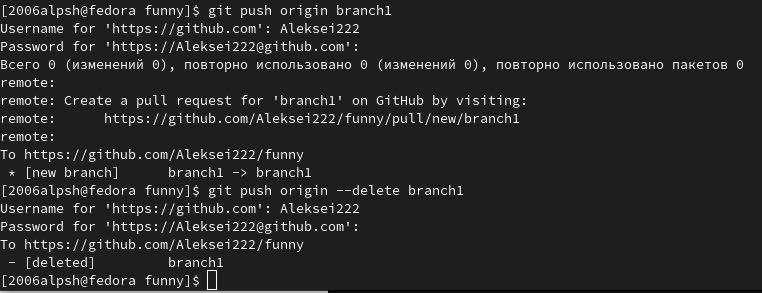 [2006alpsh@fedora funny]$ git push origin branch1
Username for 'https://github.com': Aleksei222
Password for 'https://Aleksei222@github.com':
Всего 0 (изменений 0), повторно использовано 0 (изменений 0), повторно использовано пакетов 0
remote:
remote: Create a pull request for 'branch1' on GitHub by visiting:
remote:      https://github.com/Aleksei222/funny/pull/new/branch1
remote:
To https://github.com/Aleksei222/funny
 * [new branch]      branch1 -> branch1
[2006alpsh@fedora funny]$ git push origin --delete branch1
Username for 'https://github.com': Aleksei222
Password for 'https://Aleksei222@github.com':
To https://github.com/Aleksei222/funny
 - [deleted]         branch1
[2006alpsh@fedora funny]$